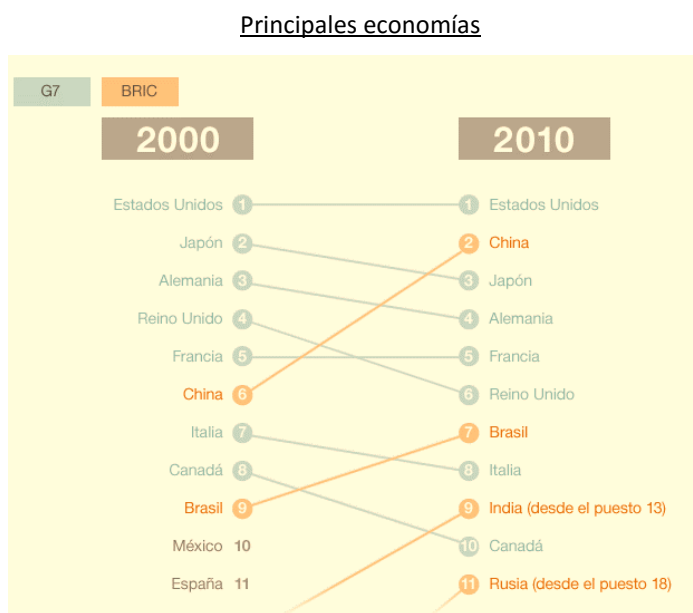 Principales economías
G7 BRIC
2000 2010
Estados Unidos 1 1 Estados Unidos
Japón 2 2 China
Alemania 3 3 Japón
Reino Unido 4 4 Alemania
Francia 5 5 Francia
China 6 6 Reino Unido
Italia 7 7 Brasil
Canadá 8 8 Italia
Brasil 9 9 India (desde el puesto 13)
México 10 10 Canadá
España 11 11 Rusia (desde el puesto 18)